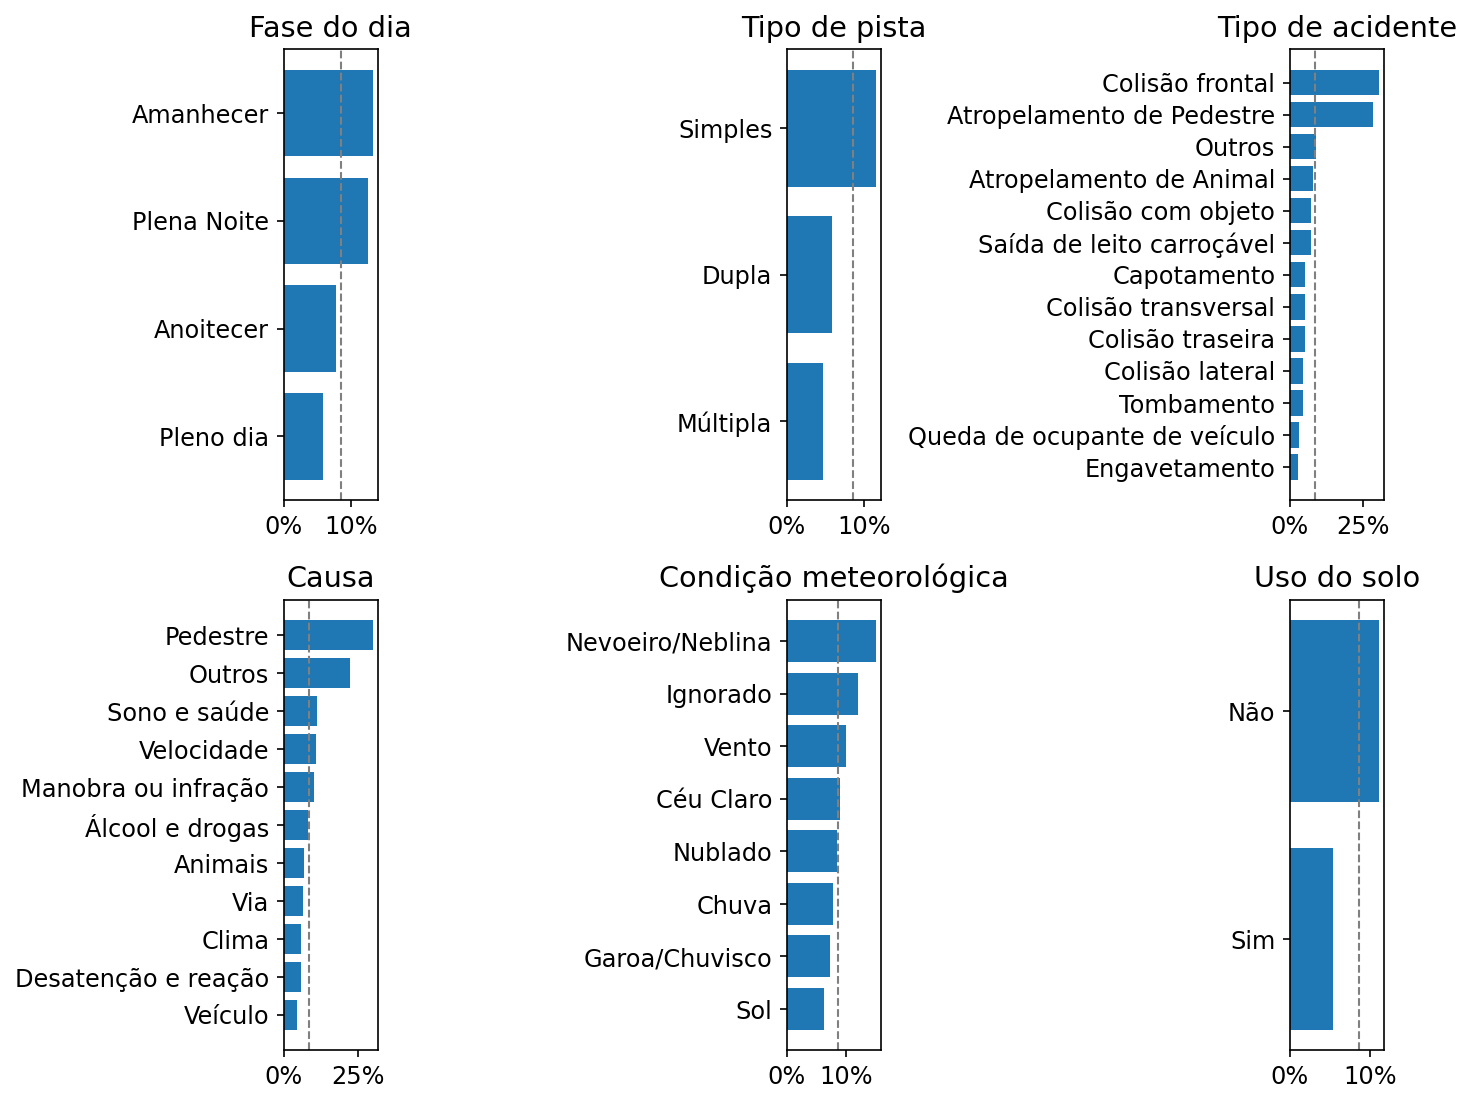 Fase do dia
Amanhecer
Plena Noite
Anoitecer
Pleno dia
0% 10%
Tipo de pista
Simples
Dupla
Múltipla
0% 10%
Tipo de acidente
Colisão frontal
Atropelamento de Pedestre
Outros
Atropelamento de Animal
Colisão com objeto
Saída de leito carroçável
Capotamento
Colisão transversal
Colisão traseira
Colisão lateral
Tombamento
Queda de ocupante de veículo
Engavetamento
0% 25%
Causa
Pedestre
Outros
Sono e saúde
Velocidade
Manobra ou infração
Álcool e drogas
Animais
Via
Clima
Desatenção e reação
Veículo
0% 25%
Condição meteorológica
Nevoeiro/Neblina
Ignorado
Vento
Céu Claro
Nublado
Chuva
Garoa/Chuvisco
Sol
0% 10%
Uso do solo
Não
Sim
0% 10%